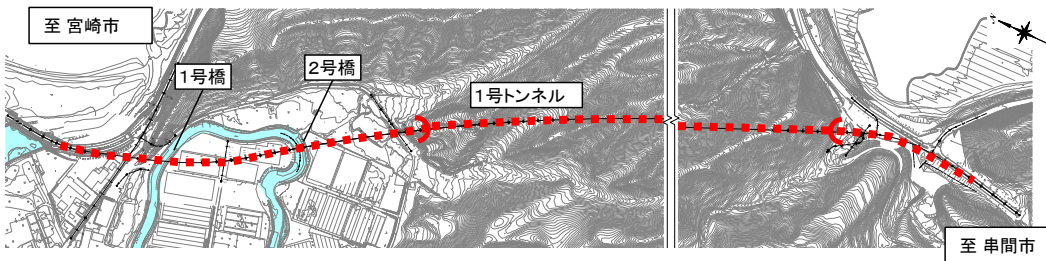 至 宮崎市
1号橋
2号橋
1号トンネル
至 串間市